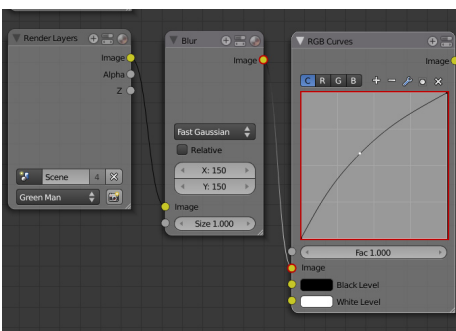 Render Layers
Image
Alpha
Z
Scene
4
Green Man
Blur
Image
Fast Gaussian
Relative
X: 150
Y: 150
Image
Size 1.000
RGB Curves
Image
C R G B
Fac 1.000
Image
Black Level
White Level